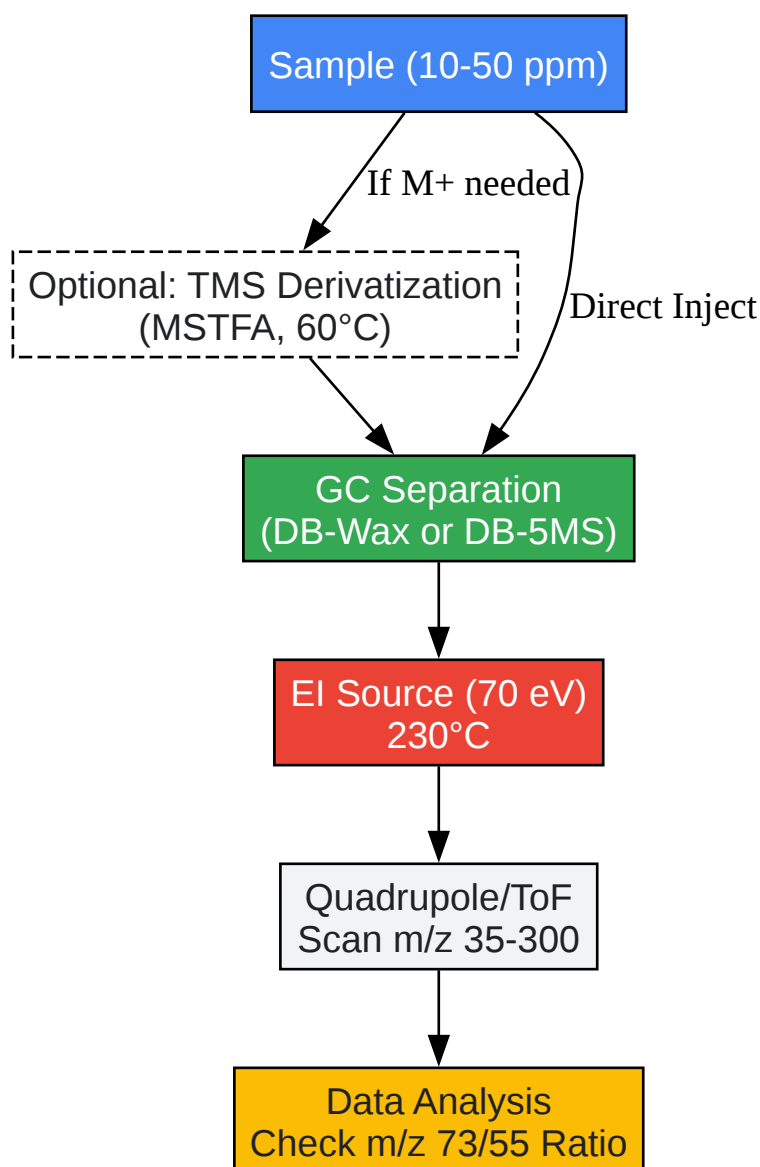 Sample (10-50 ppm)
If M+ needed
Optional: TMS Derivatization
(MSTFA, 60°C)
Direct Inject
GC Separation
(DB-Wax or DB-5MS)
EI Source (70 eV)
230°C
Quadrupole/ToF
Scan m/z 35-300
Data Analysis
Check m/z 73/55 Ratio